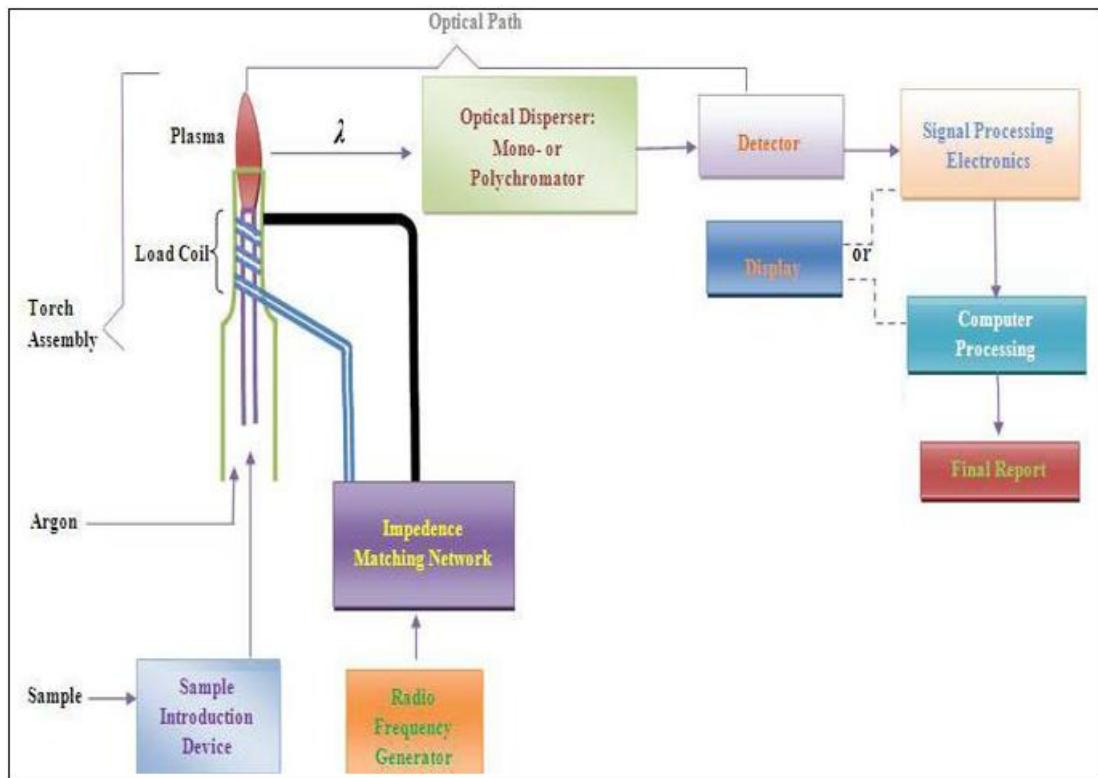 Optical Path
Plasma
λ
Optical Disperser:
Mono- or
Polychromator
Detector
Signal Processing
Electronics
Load Coil
Display
or
Torch
Assembly
Computer
Processing
Final Report
Argon
Impedence
Matching Network
Sample
Sample
Introduction
Device
Radio
Frequency
Generator